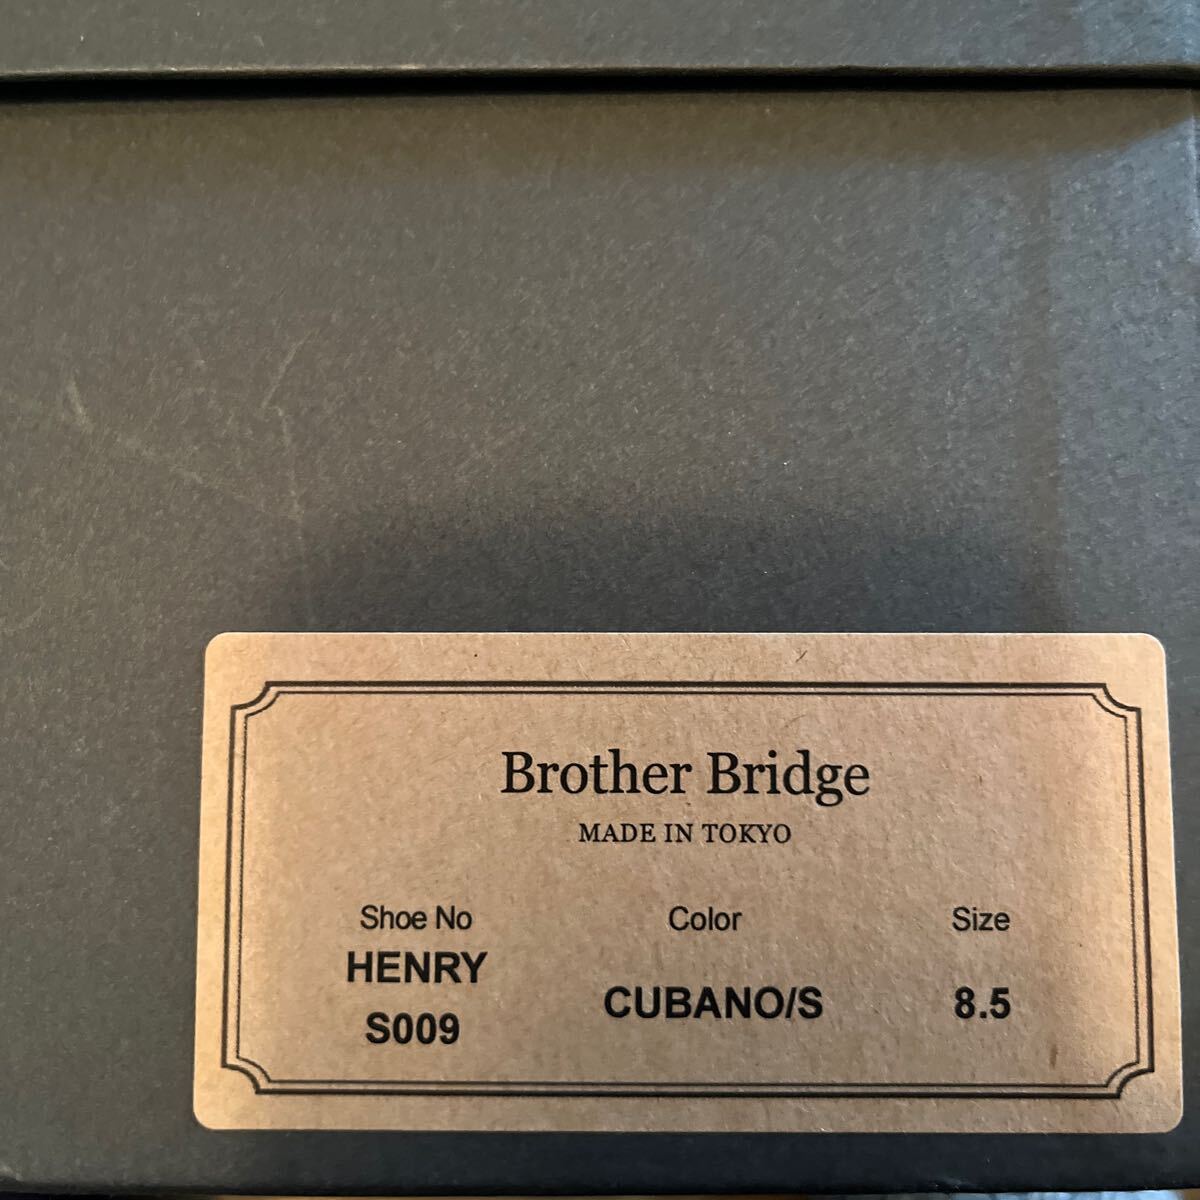 Brother Bridge
MADE IN TOKYO
Shoe No Color Size
HENRY
S009 CUBANO/S 8.5